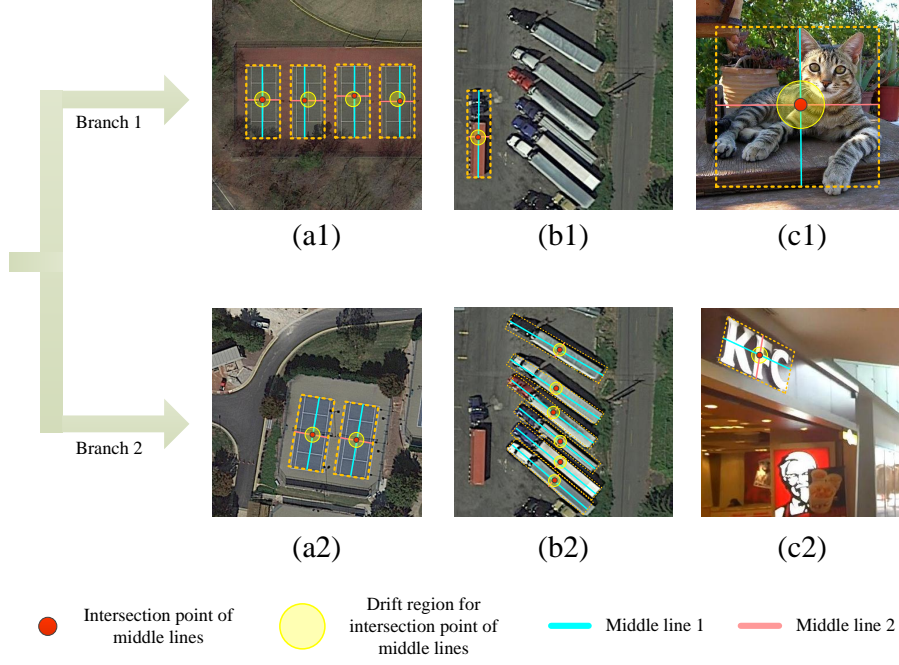 Branch 1
(a1)
(b1)
(c1)
KFC
Branch 2
(a2)
(b2)
(c2)
Intersection point of
middle lines
Drift region for
intersection point of
middle lines
Middle line 1
Middle line 2